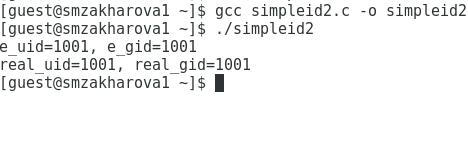 [guest@smzakharova1 ~]$ gcc simpleid2.c -o simpleid2
[guest@smzakharova1 ~]$ ./simpleid2
e_uid=1001, e_gid=1001
real_uid=1001, real_gid=1001
[guest@smzakharova1 ~]$